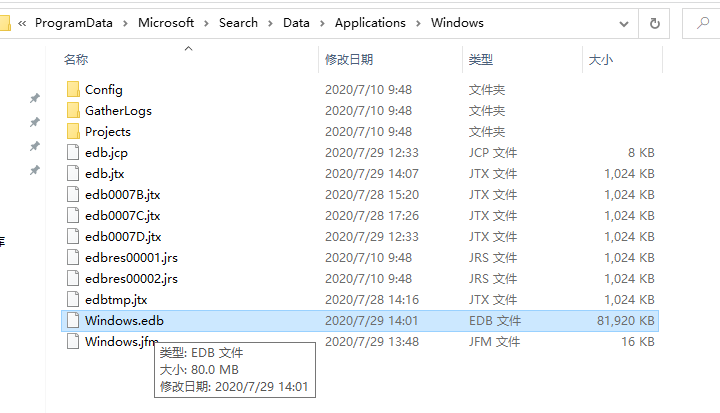 « ProgramData > Microsoft > Search > Data > Applications > Windows
名称 修改日期 类型 大小
Config 2020/7/10 9:48 文件夹
GatherLogs 2020/7/10 9:48 文件夹
Projects 2020/7/10 9:48 文件夹
edb.jcp 2020/7/29 12:33 JCP 文件 8 KB
edb.jtx 2020/7/29 14:07 JTX 文件 1,024 KB
edb0007B.jtx 2020/7/28 15:20 JTX 文件 1,024 KB
edb0007C.jtx 2020/7/28 17:26 JTX 文件 1,024 KB
edb0007D.jtx 2020/7/29 12:33 JTX 文件 1,024 KB
库
edbres00001.jrs 2020/7/10 9:48 JRS 文件 1,024 KB
edbres00002.jrs 2020/7/10 9:48 JRS 文件 1,024 KB
edbtmp.jtx 2020/7/28 14:16 JTX 文件 1,024 KB
Windows.edb 2020/7/29 14:01 EDB 文件 81,920 KB
Windows.jfm 2020/7/29 13:48 JFM 文件 16 KB
类型: EDB 文件
大小: 80.0 MB
修改日期: 2020/7/29 14:01